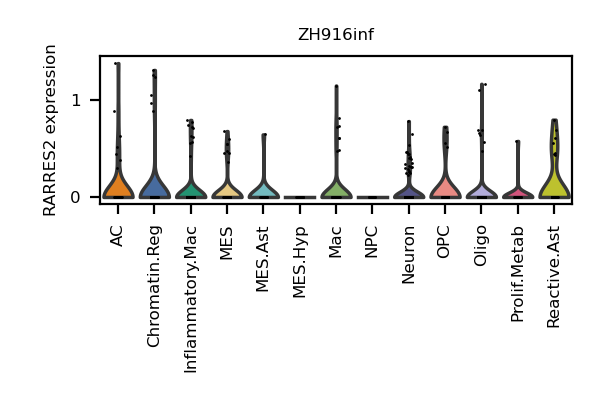 ZH916inf
RARRES2 expression
1
0
AC
Chromatin.Reg
Inflammatory.Mac
MES
MES.Ast
MES.Hyp
Mac
NPC
Neuron
OPC
Oligo
Prolif.Metab
Reactive.Ast